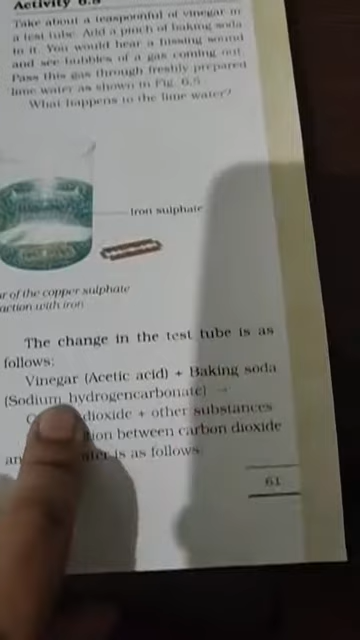 Activity 6.8
Take about a teaspoonful of vinegar in
a test tube. Add a pinch of baking soda
to it. You would hear a hissing sound
and see bubbles of a gas coming out.
Pass this gas through freshly prepared
lime water as shown in Fig. 6.5
What happens to the lime water?
Iron sulphate
of the copper sulphate
action with iron
The change in the test tube is as
follows:
Vinegar (Acetic acid) + Baking soda
(Sodium hydrogencarbonate) →
dioxide + other substances
between carbon dioxide
is as follows
61